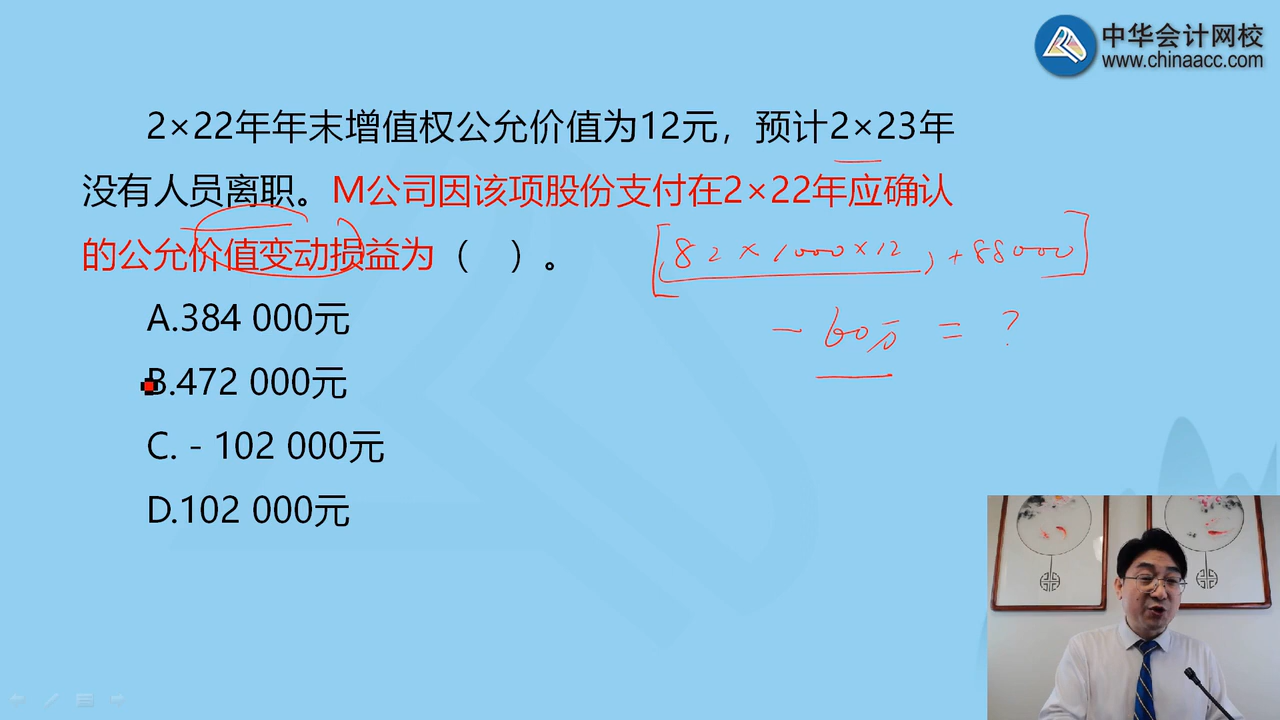 中华会计网校
www.chinaacc.com
2×22年年末增值权公允价值为12元，预计2×23年
没有人员离职。M公司因该项股份支付在2×22年应确认
的公允价值变动损益为（　）。
[82×1000×12，+88000]
A.384 000元
-60万=?
B.472 000元
C.﹣102 000元
D.102 000元